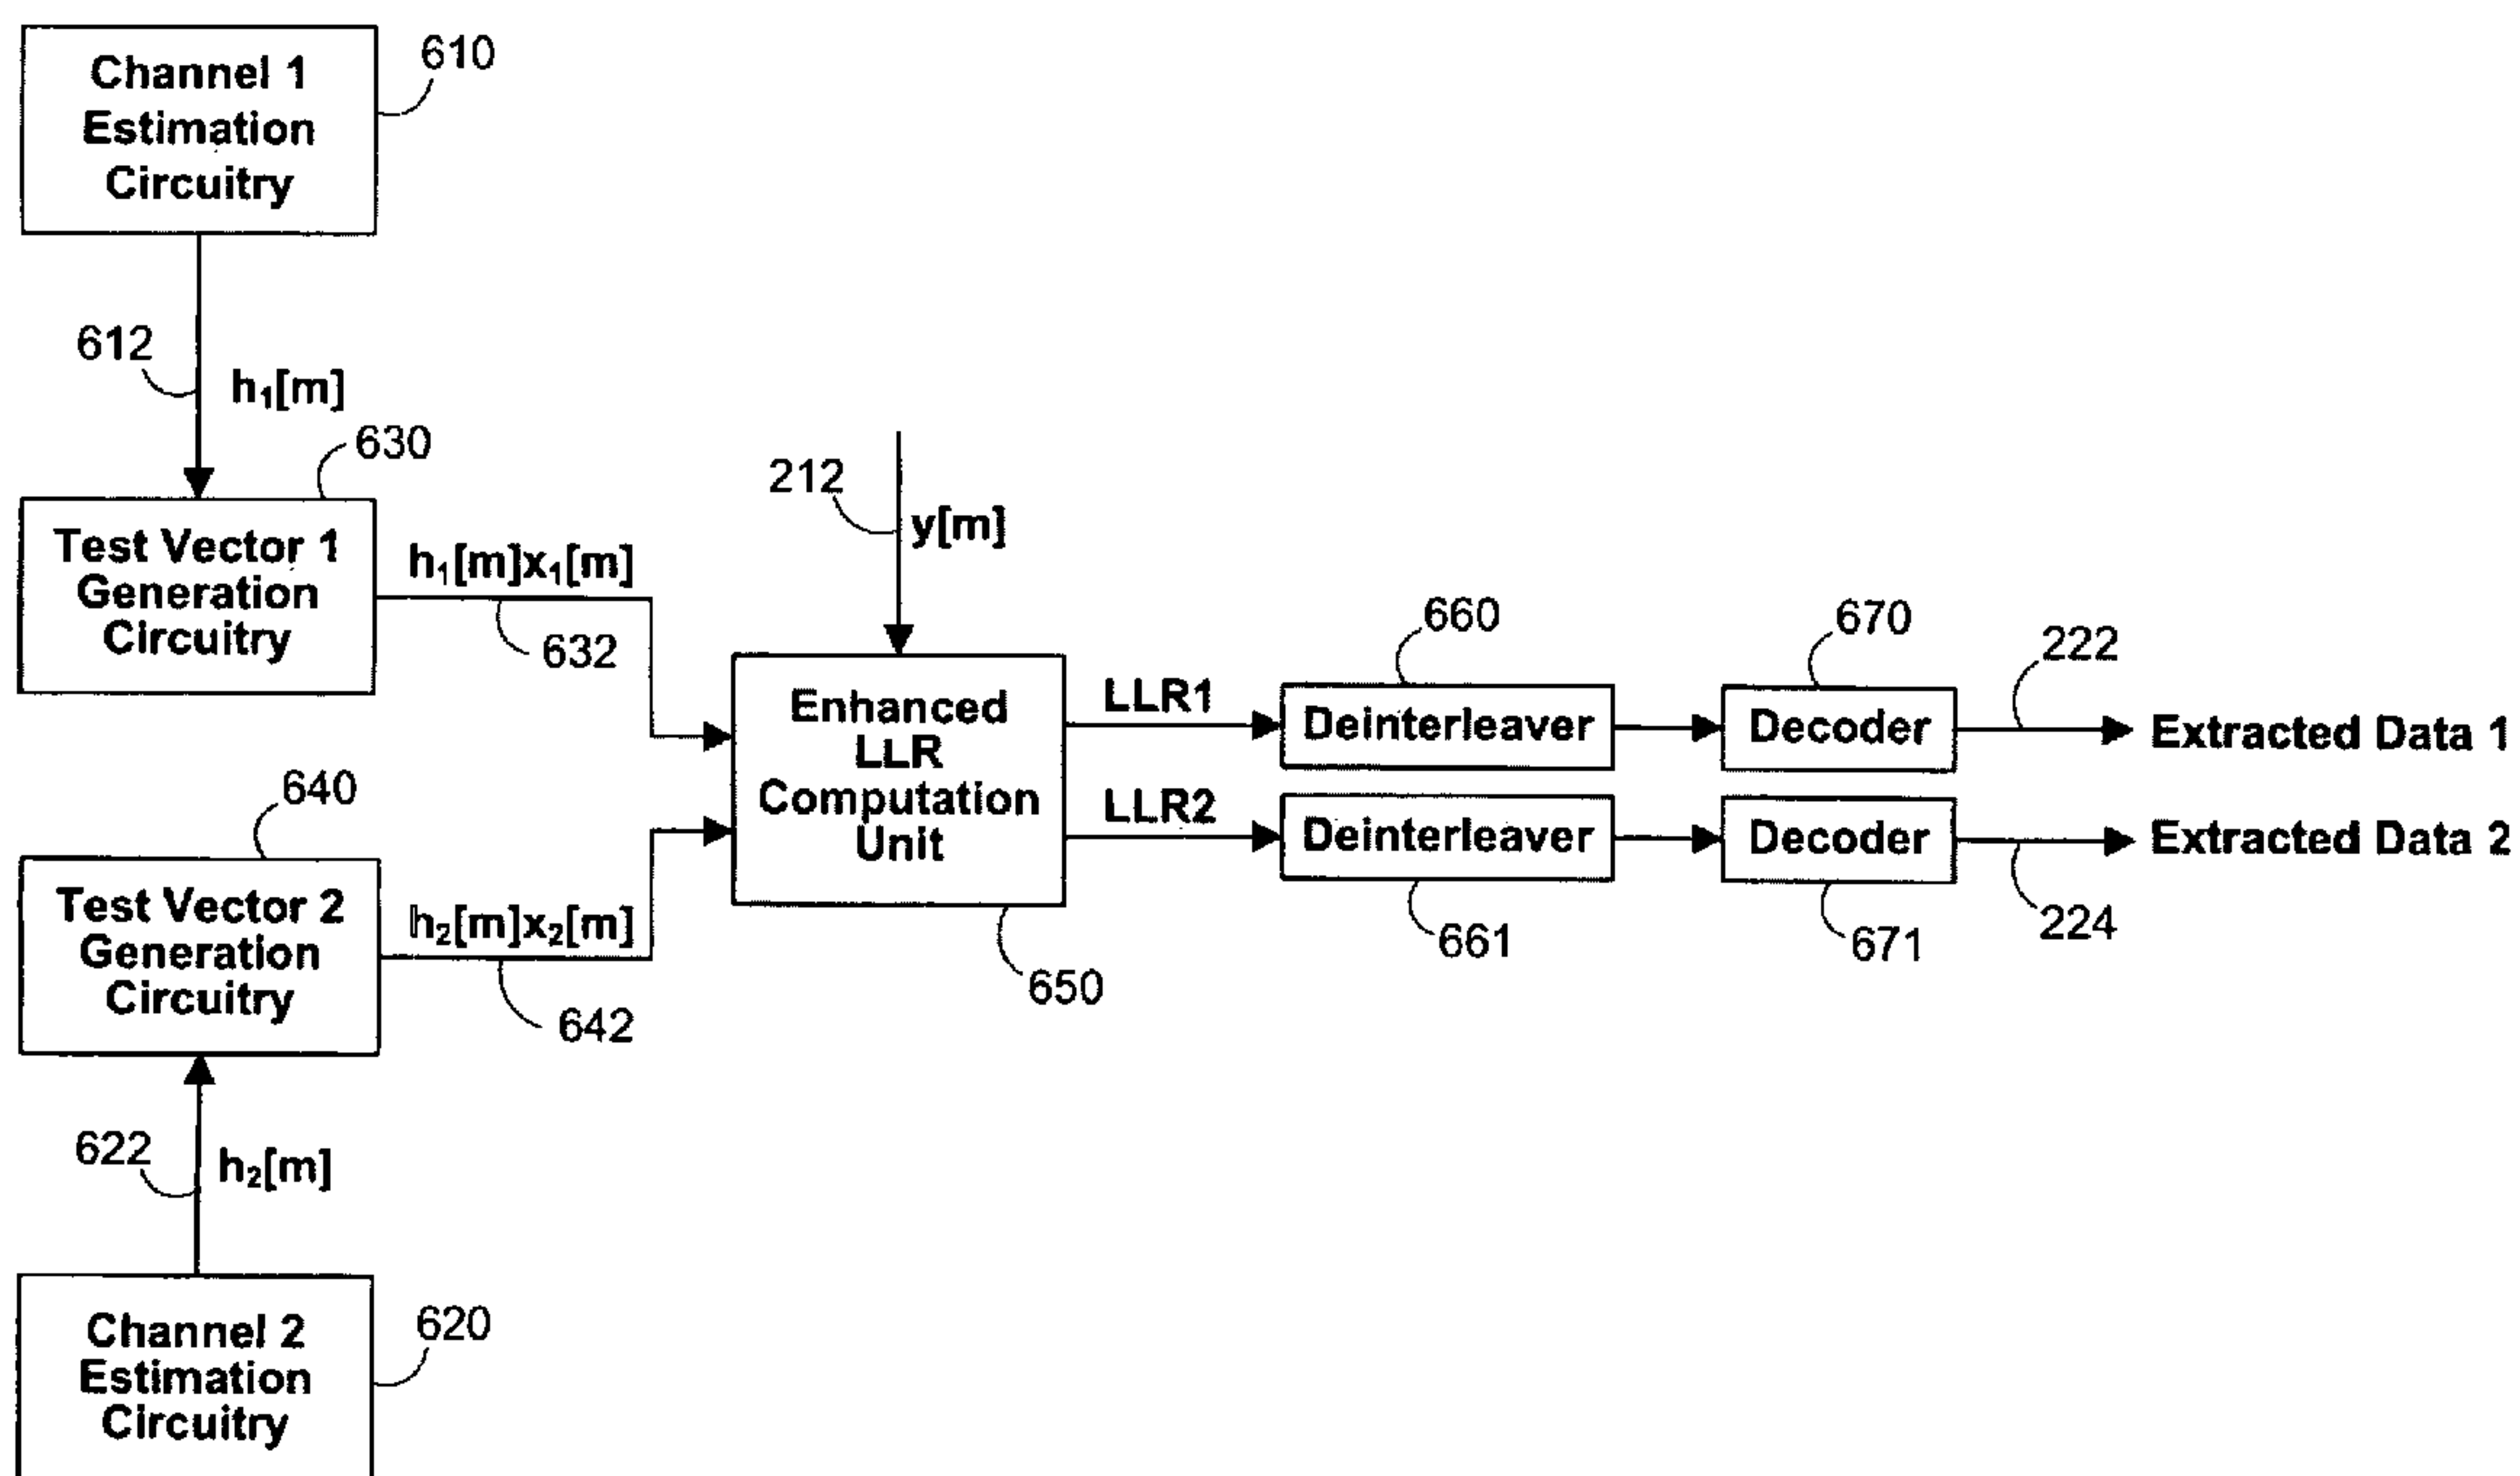 Channel 1
Estimation
Circuitry
610
612
h₁[m]
630
Test Vector 1
Generation
Circuitry
h₁[m]x₁[m]
632
212
y[m]
640
Test Vector 2
Generation
Circuitry
h₂[m]x₂[m]
642
Enhanced
LLR
Computation
Unit
650
LLR1
LLR2
660
Deinterleaver
670
Decoder
222
Extracted Data 1
Deinterleaver
661
Decoder
671
224
Extracted Data 2
622
h₂[m]
Channel 2
Estimation
Circuitry
620